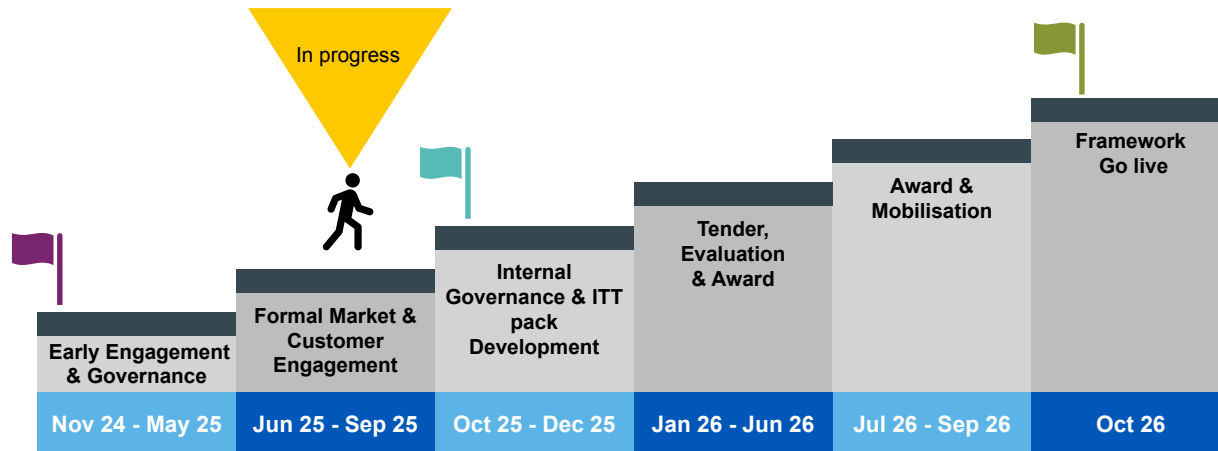 In progress
Early Engagement
& Governance
Nov 24 - May 25
Formal Market &
Customer
Engagement
Jun 25 - Sep 25
Internal
Governance & ITT
pack
Development
Oct 25 - Dec 25
Tender,
Evaluation
& Award
Jan 26 - Jun 26
Award &
Mobilisation
Jul 26 - Sep 26
Framework
Go live
Oct 26